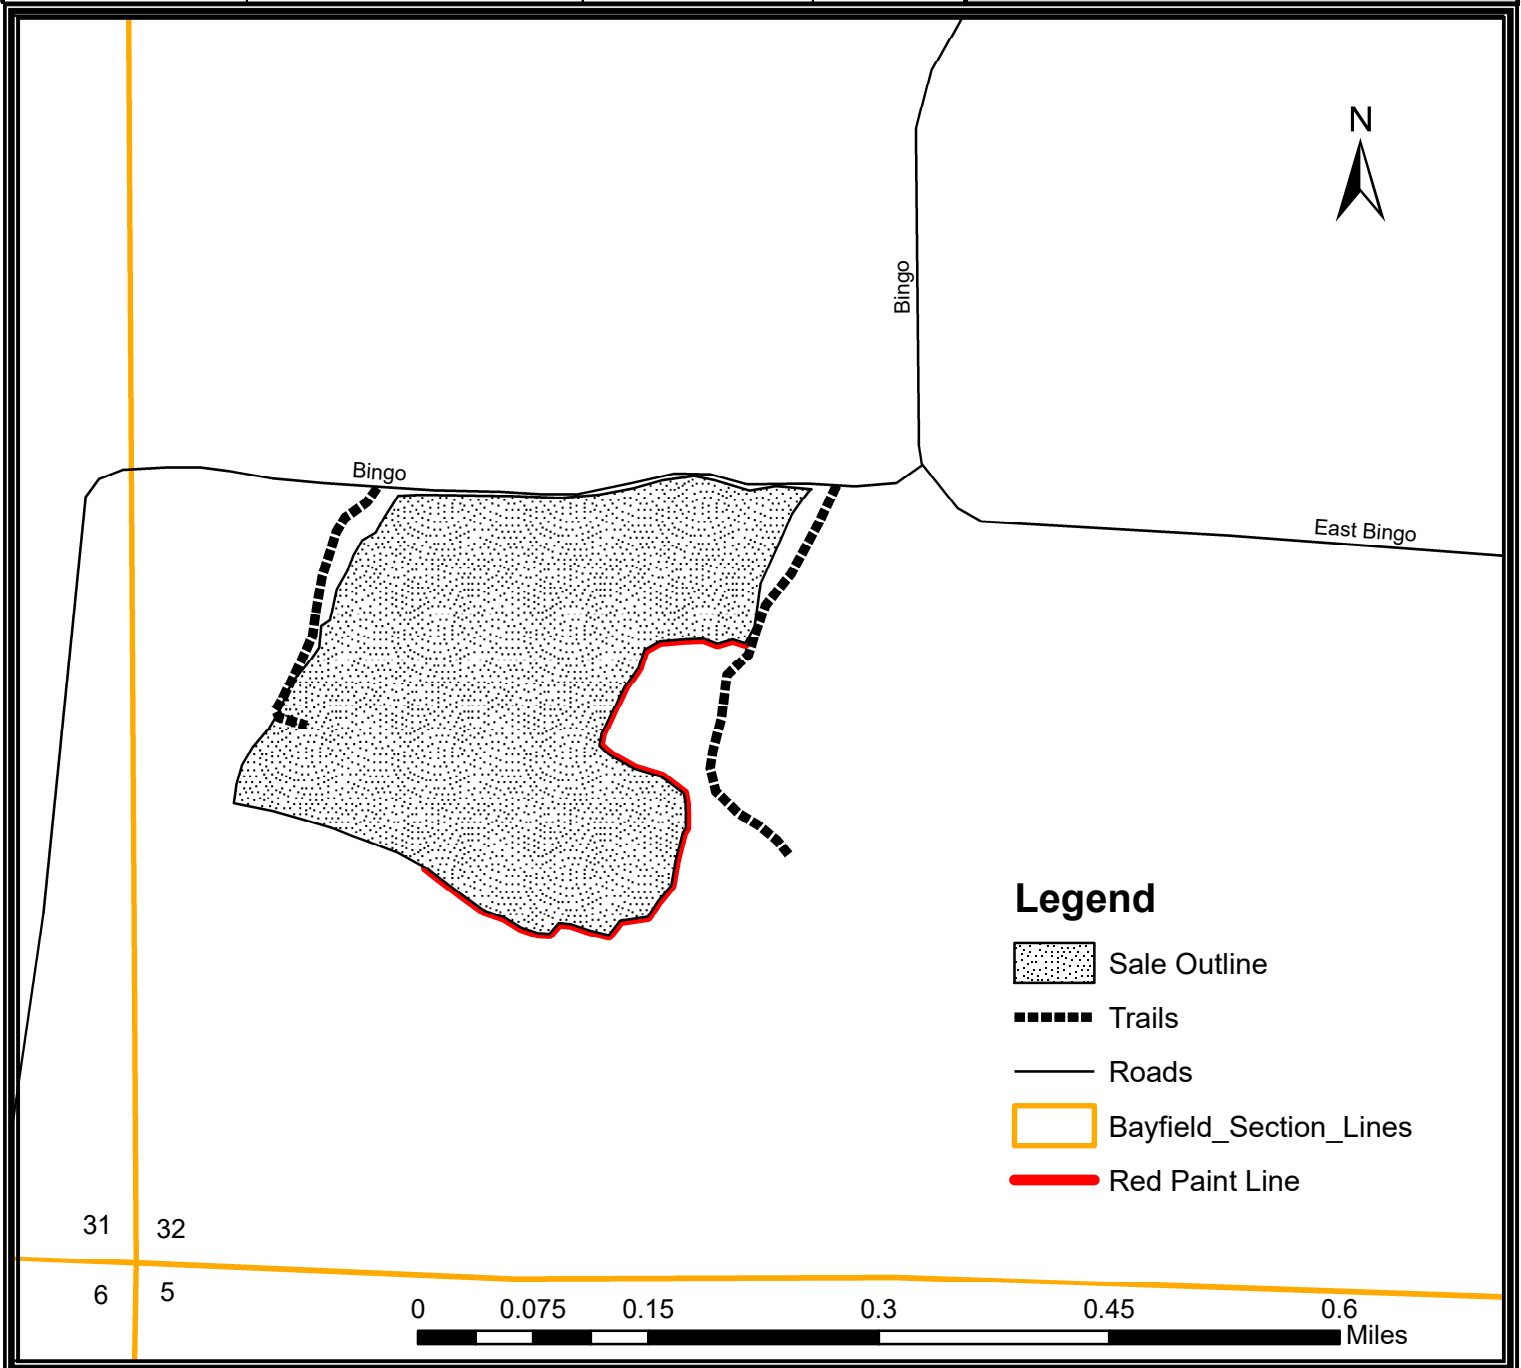 N
Bingo
Bingo
East Bingo
Legend
Sale Outline
Trails
Roads
Bayfield_Section_Lines
Red Paint Line
31 32
6 5
0 0.075 0.15 0.3 0.45 0.6
Miles